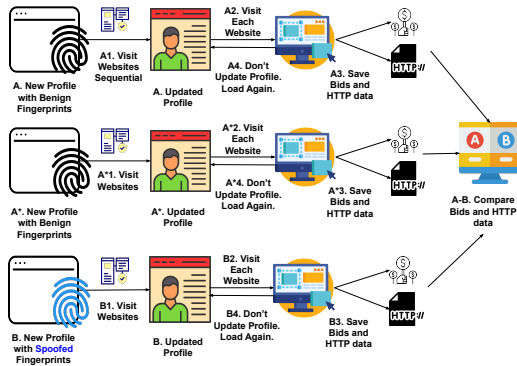 A. New Profile
with Benign
Fingerprints
A1. Visit
Websites
Sequential
A. Updated
Profile
A2. Visit
Each
Website
A4. Don't
Update Profile.
Load Again.
A3. Save
Bids and
HTTP data
HTTP://
A*. New Profile
with Benign
Fingerprints
A*1. Visit
Websites
A*. Updated
Profile
A*2. Visit
Each
Website
A*4. Don't
Update Profile.
Load Again.
A*3. Save
Bids and
HTTP data
HTTP://
A
B
A-B. Compare
Bids and HTTP
data
B. New Profile
with Spoofed
Fingerprints
B1. Visit
Websites
B. Updated
Profile
B2. Visit
Each
Website
B4. Don't
Update Profile.
Load Again.
B3. Save
Bids and
HTTP data
HTTP://